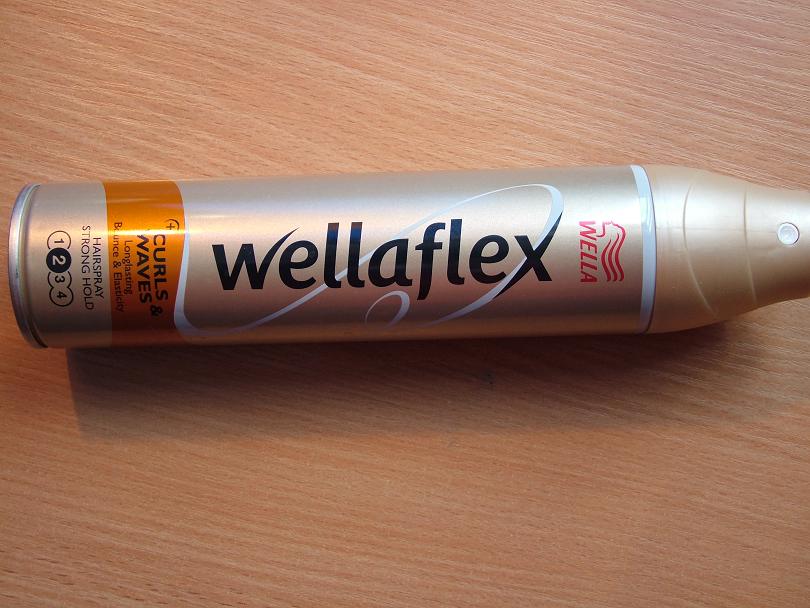 WELLA
wellaflex
(+)
CURLS &
WAVES
Longlasting
Bounce & Elasticity
HAIRSPRAY
STRONG HOLD
1 2 3 4